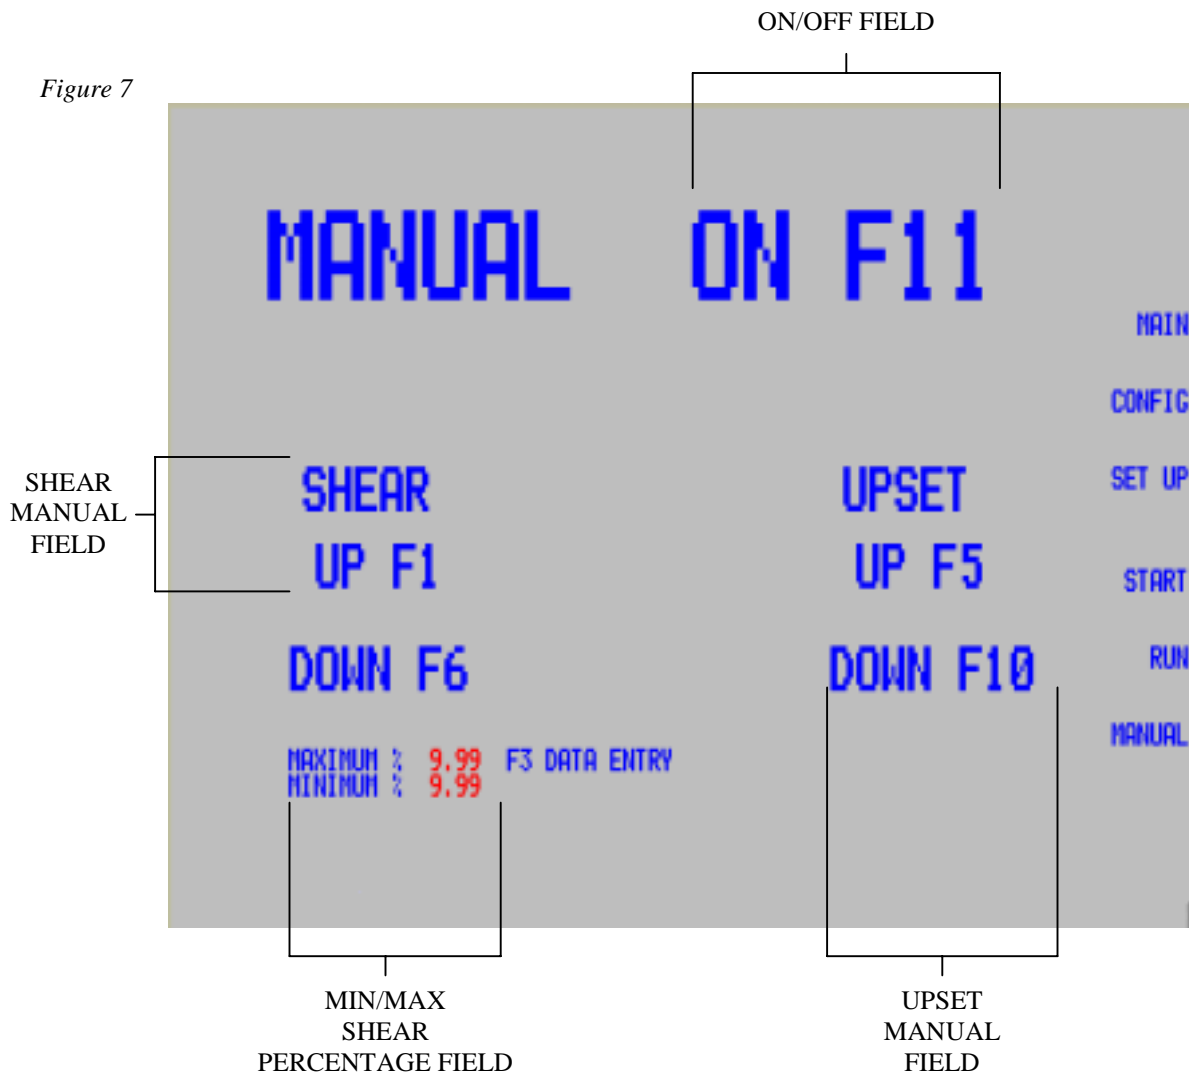 ON/OFF FIELD
Figure 7
MANUAL ON F11
MAIN
CONFIG
SHEAR UPSET
SET UP
SHEAR
MANUAL
FIELD
UP F1 UP F5
START
DOWN F6 DOWN F10
RUN
MANUAL
MAXIMUM % 9.99 F3 DATA ENTRY
MINIMUM % 9.99
MIN/MAX
SHEAR
PERCENTAGE FIELD
UPSET
MANUAL
FIELD